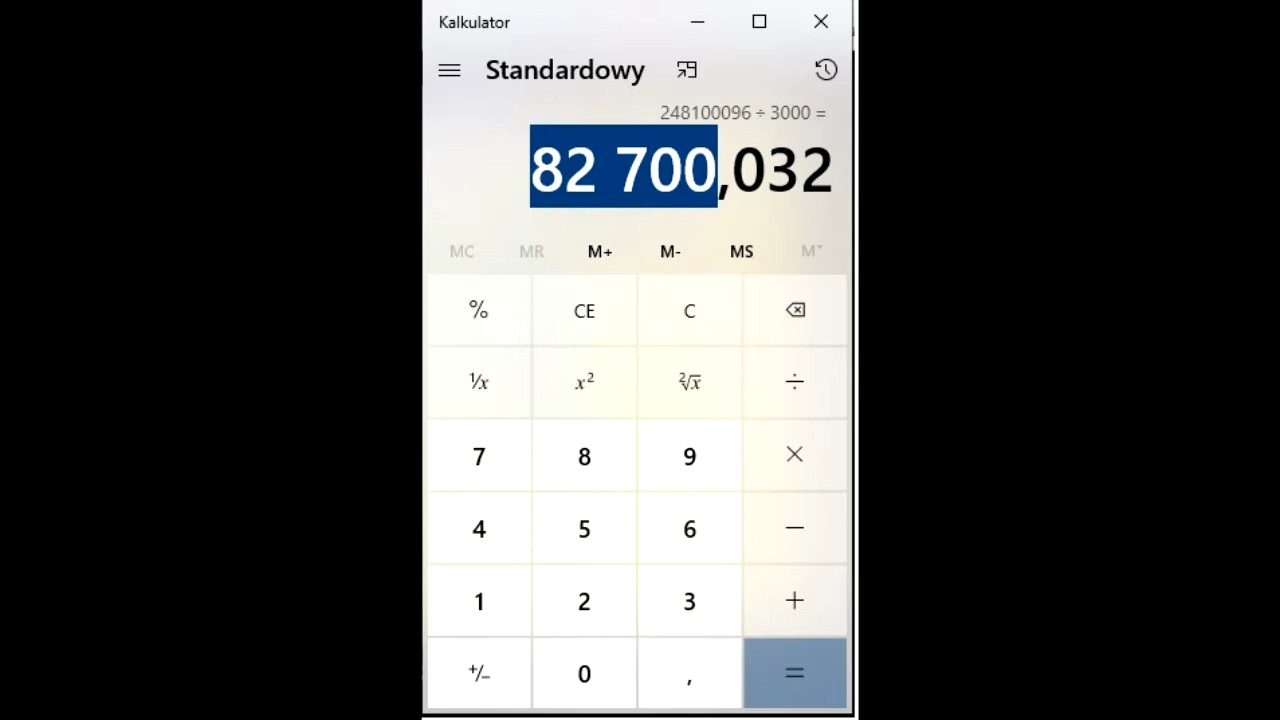 Kalkulator
Standardowy
248100096 ÷ 3000 =
82 700,032
MC MR M+ M- MS M˅
% CE C
¹/x x² ²√x ÷
7 8 9 ×
4 5 6 −
1 2 3 +
+/− 0 , =